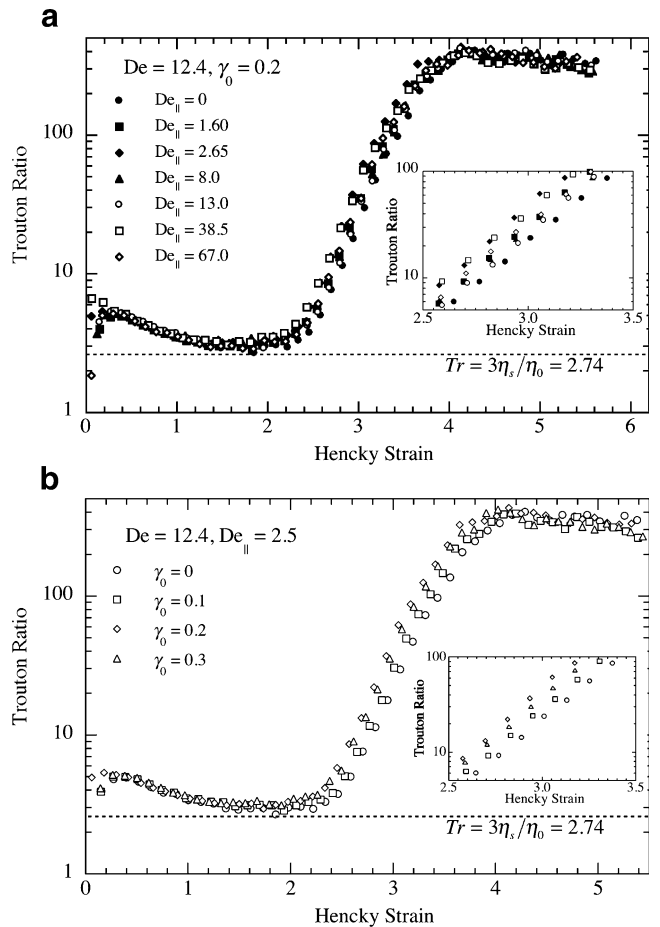 a
De = 12.4, γ₀ = 0.2
De|| = 0
De|| = 1.60
De|| = 2.65
De|| = 8.0
De|| = 13.0
De|| = 38.5
De|| = 67.0
Trouton Ratio
100
10
1
Trouton Ratio
100
10
2.5 3.0 3.5
Hencky Strain
Tr = 3ηₛ/η₀ = 2.74
0 1 2 3 4 5 6
Hencky Strain
b
De = 12.4, De|| = 2.5
γ₀ = 0
γ₀ = 0.1
γ₀ = 0.2
γ₀ = 0.3
Trouton Ratio
100
10
1
Trouton Ratio
100
10
2.5 3.0 3.5
Hencky Strain
Tr = 3ηₛ/η₀ = 2.74
0 1 2 3 4 5
Hencky Strain